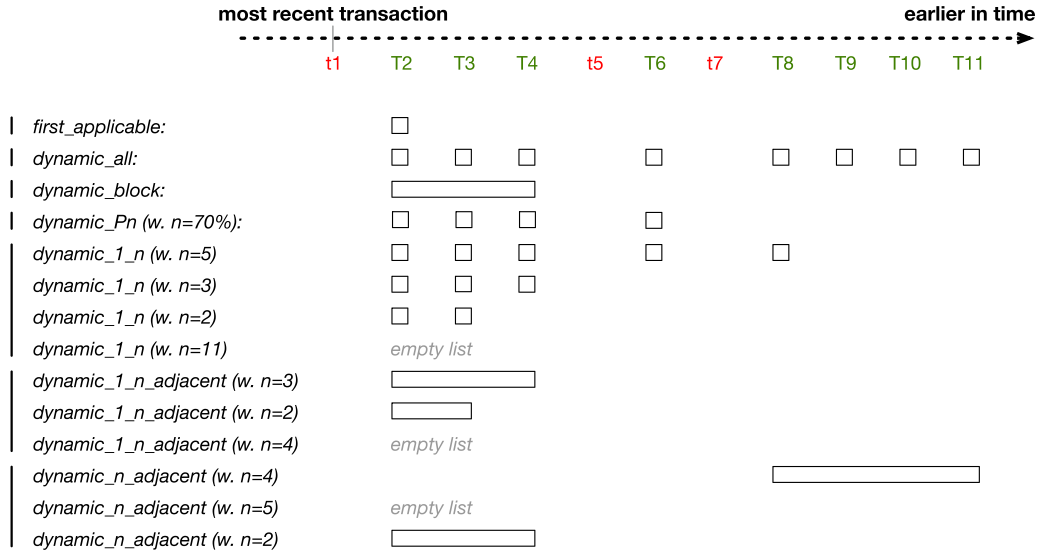 most recent transaction earlier in time
t1 T2 T3 T4 t5 T6 t7 T8 T9 T10 T11
first_applicable:
dynamic_all:
dynamic_block:
dynamic_Pn (w. n=70%):
dynamic_1_n (w. n=5)
dynamic_1_n (w. n=3)
dynamic_1_n (w. n=2)
dynamic_1_n (w. n=11) empty list
dynamic_1_n_adjacent (w. n=3)
dynamic_1_n_adjacent (w. n=2)
dynamic_1_n_adjacent (w. n=4) empty list
dynamic_n_adjacent (w. n=4)
dynamic_n_adjacent (w. n=5) empty list
dynamic_n_adjacent (w. n=2)